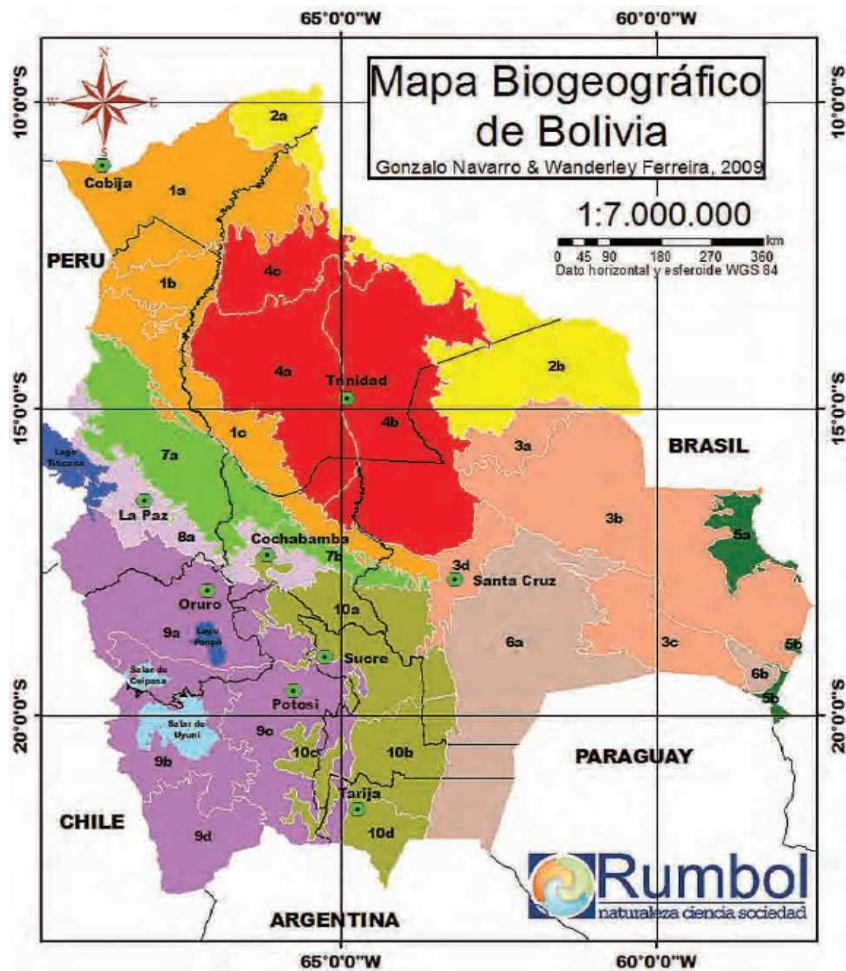 65°0'0"W
60°0'0"W
Mapa Biogeográfico
de Bolivia
Gonzalo Navarro & Wanderley Ferreira, 2009
1:7.000.000
0 22,5 45 90 180 270 360 km
Dato horizontal y esferoide WGS 84
N
W
E
S
10°0'0"S
10°0'0"S
2a
Cobija
1a
PERU
1b
4c
4a
Trinidad
2b
15°0'0"S
15°0'0"S
4b
1c
3a
BRASIL
Lago
Titicaca
7a
La Paz
3b
5a
8a
Cochabamba
7b
3d
Santa Cruz
Oruro
10a
9a
Lago
Poopó
Sucre
6a
3c
5b
Salar de
Coipasa
6b
Potosi
5b
20°0'0"S
20°0'0"S
Salar de
Uyuni
9c
9b
10c
10b
PARAGUAY
Tarija
CHILE
9d
10d
Rumbol
naturaleza ciencia sociedad
ARGENTINA
65°0'0"W
60°0'0"W